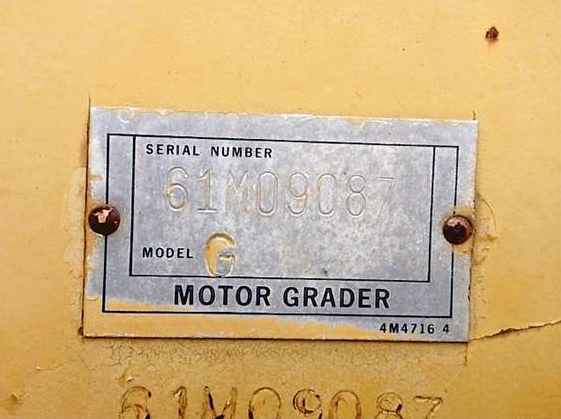 SERIAL NUMBER
61M09087
MODEL G
MOTOR GRADER
4M4716 4
61M09087